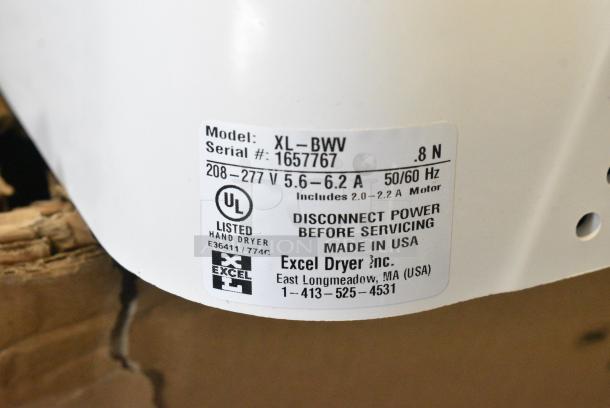 Model: XL-BWV
Serial #: 1657767 .8 N
208-277 V 5.6-6.2 A 50/60 Hz
Includes 2.0-2.2 A Motor
UL
LISTED
HAND DRYER
E36411/774C
DISCONNECT POWER
BEFORE SERVICING
MADE IN USA
X
EXCEL
L
Excel Dryer Inc.
East Longmeadow, MA (USA)
1-413-525-4531